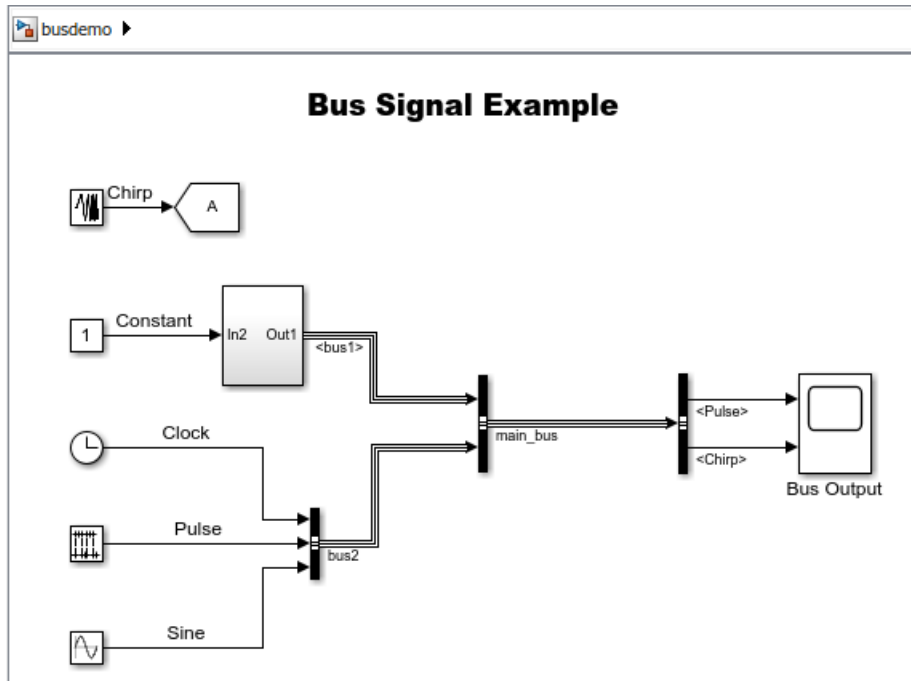 busdemo
Bus Signal Example
Chirp
A
Constant
1
In2 Out1
<bus1>
Clock
Pulse
bus2
Sine
main_bus
<Pulse>
<Chirp>
Bus Output